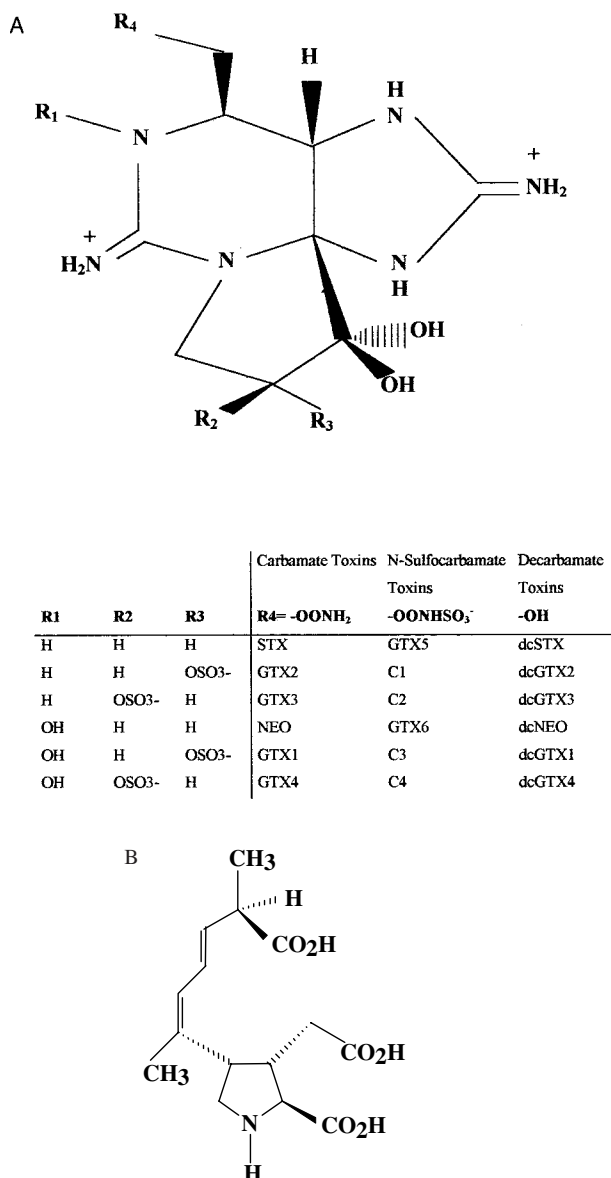 A
R4
H
H
R1
N
N
+
NH2
+
H2N
N
N
H
OH
OH
R2
R3
Carbamate Toxins N-Sulfocarbamate Decarbamate
Toxins Toxins
R1 R2 R3 R4= -OONH2 -OONHSO3- -OH
H H H STX GTX5 dcSTX
H H OSO3- GTX2 C1 dcGTX2
H OSO3- H GTX3 C2 dcGTX3
OH H H NEO GTX6 dcNEO
OH H OSO3- GTX1 C3 dcGTX1
OH OSO3- H GTX4 C4 dcGTX4
B
CH3
H
CO2H
CO2H
CH3
CO2H
N
H